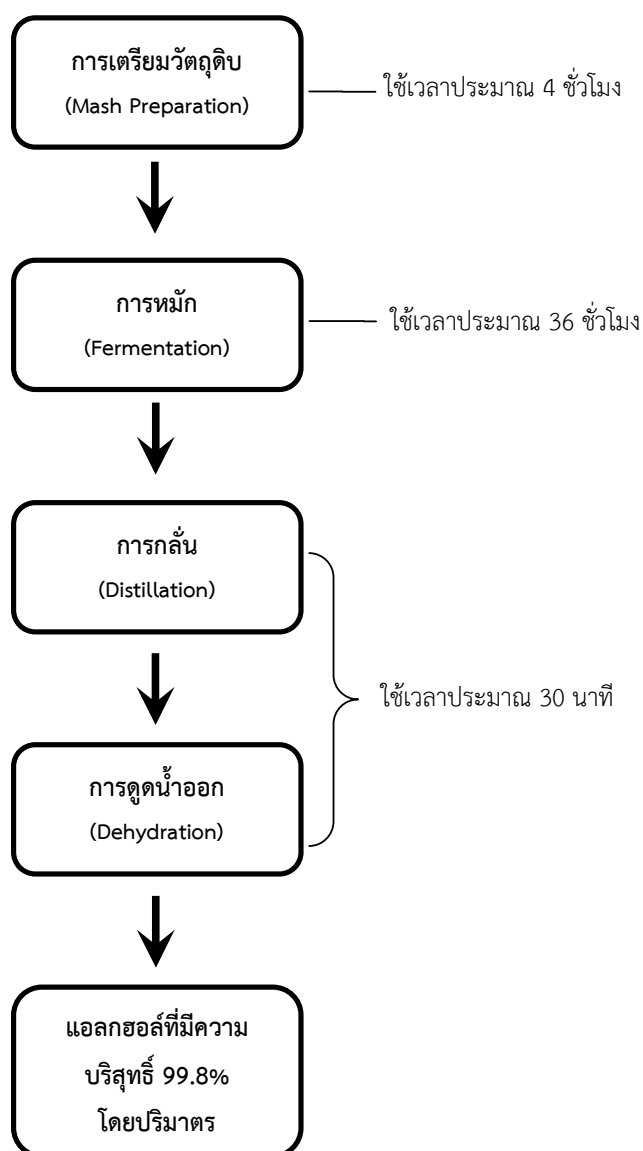 การเตรียมวัตถุดิบ
(Mash Preparation)
ใช้เวลาประมาณ 4 ชั่วโมง
การหมัก
(Fermentation)
ใช้เวลาประมาณ 36 ชั่วโมง
การกลั่น
(Distillation)
ใช้เวลาประมาณ 30 นาที
การดูดน้ำออก
(Dehydration)
แอลกฮอล์ที่มีความ
บริสุทธิ์ 99.8%
โดยปริมาตร